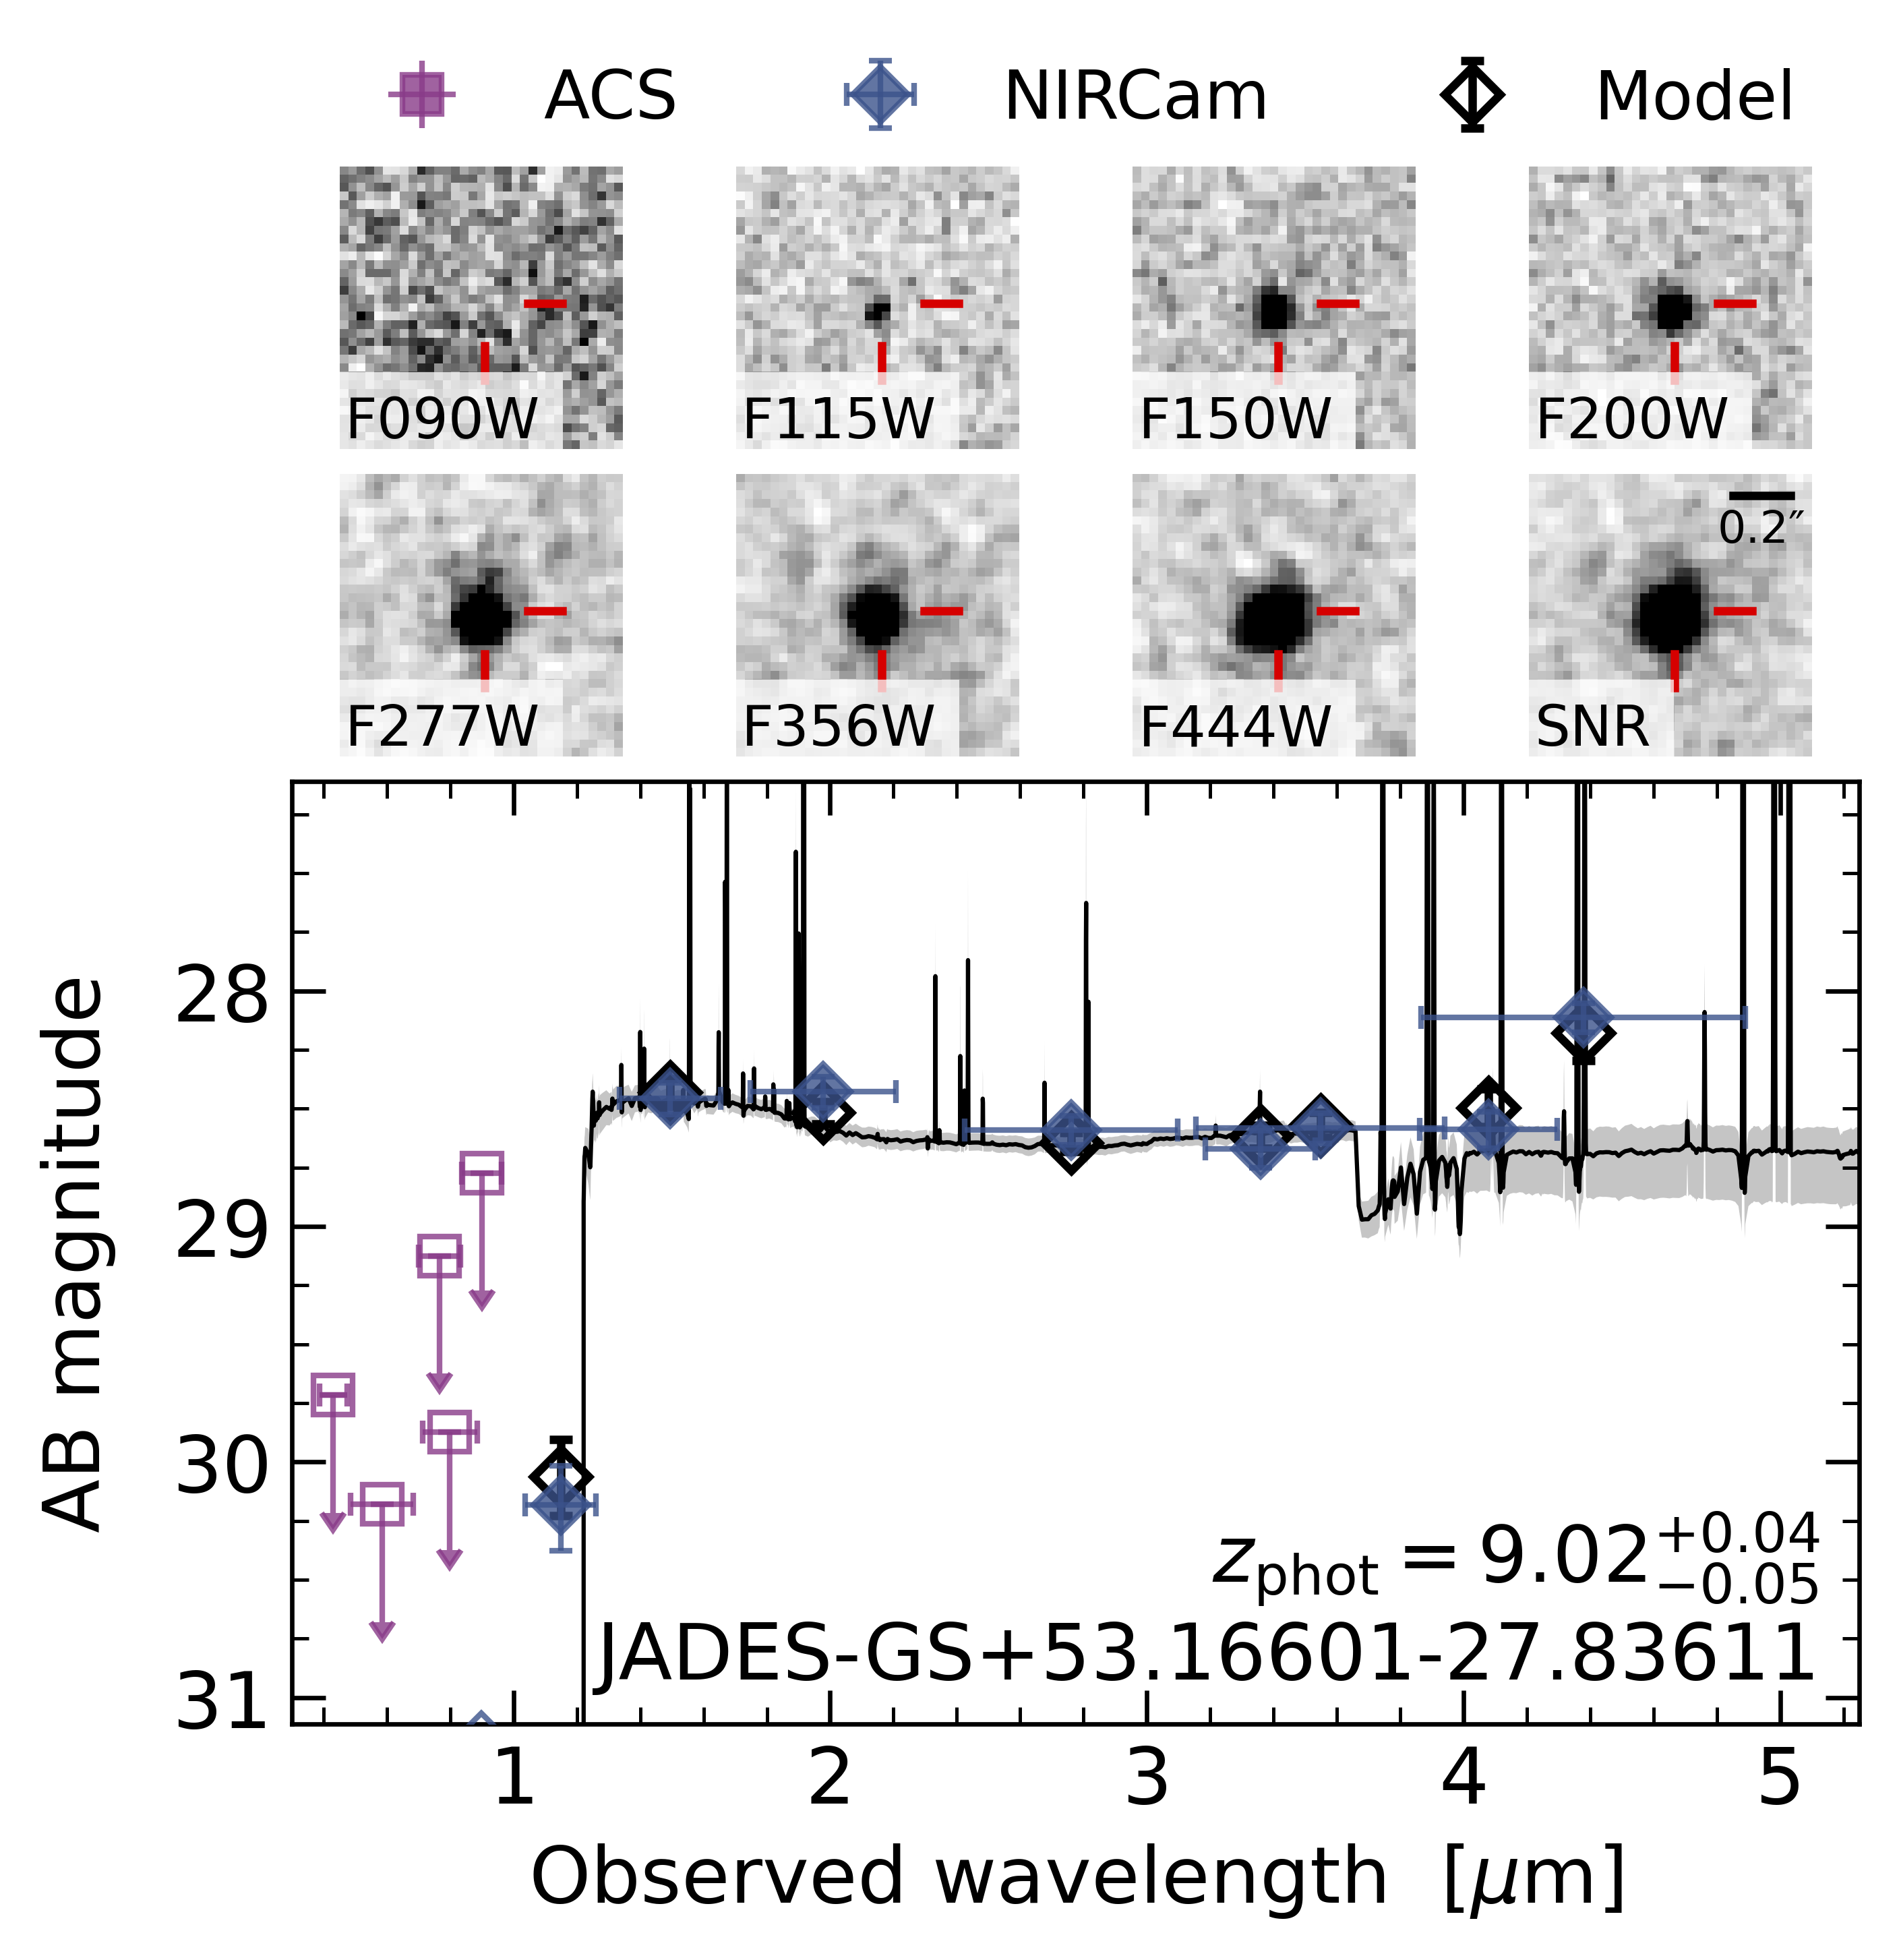 ACS NIRCam Model
F090W F115W F150W F200W
0.2″
F277W F356W F444W SNR
AB magnitude
28
29
30
31
z_phot = 9.02 +0.04 −0.05
JADES-GS+53.16601-27.83611
1 2 3 4 5
Observed wavelength [μm]